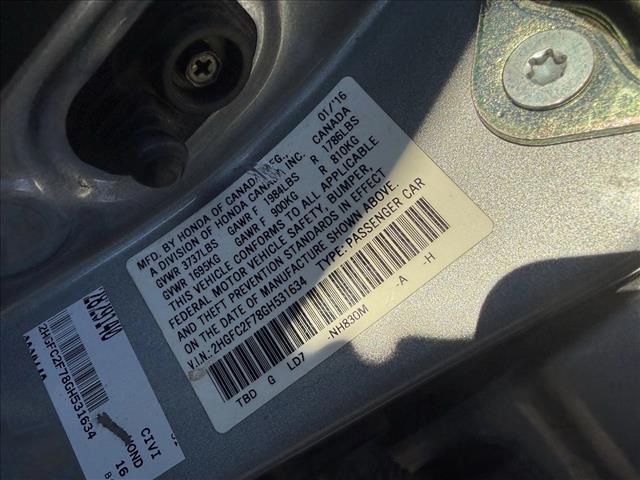 MFD. BY HONDA OF CANADA MFG. 01/'16
A DIVISION OF HONDA CANADA INC. CANADA
GVWR 3737LBS GAWR F 1984LBS R 1786LBS
GVWR 1695KG GAWR F 900KG R 810KG
THIS VEHICLE CONFORMS TO ALL APPLICABLE
FEDERAL MOTOR VEHICLE SAFETY, BUMPER,
AND THEFT PREVENTION STANDARDS IN EFFECT
ON THE DATE OF MANUFACTURE SHOWN ABOVE.
V.I.N.: 2HGFC2F78GH531634 TYPE: PASSENGER CAR
TBD G LD7 -NH830M -A -H
2HGFC2F78GH531634
CIVI
16